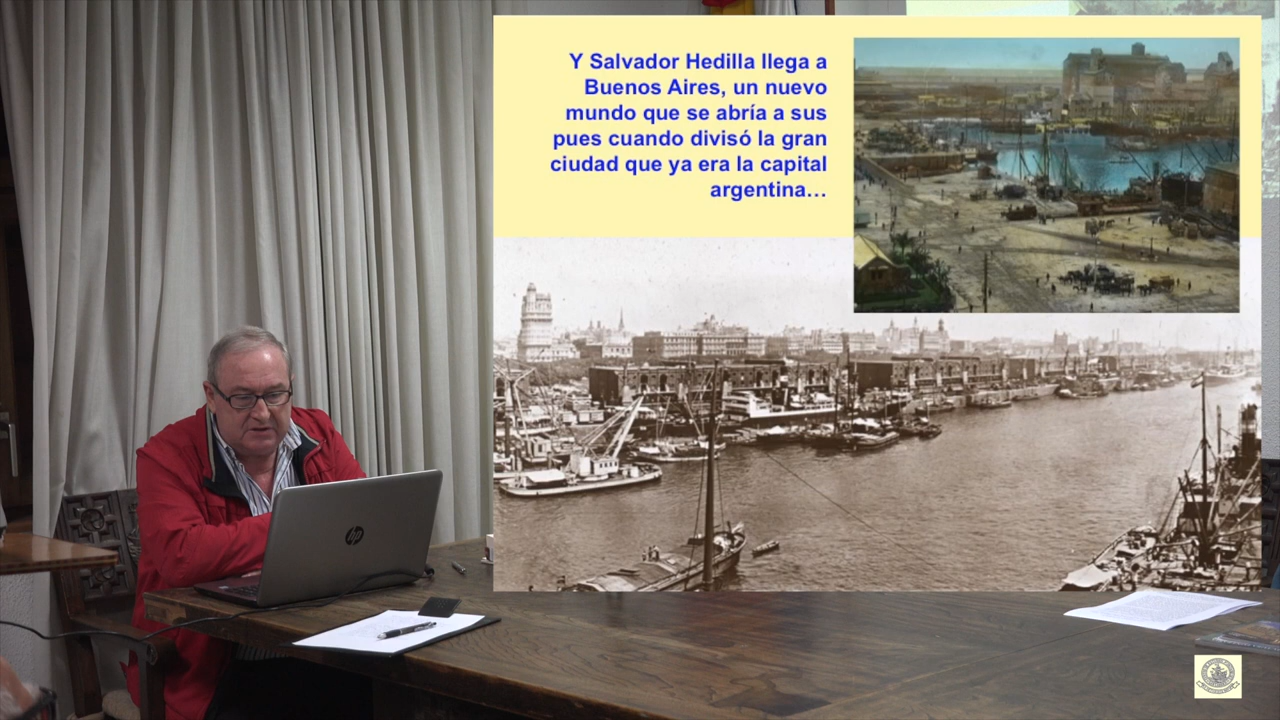 Y Salvador Hedilla llega a
Buenos Aires, un nuevo
mundo que se abría a sus
pues cuando divisó la gran
ciudad que ya era la capital
argentina…
hp